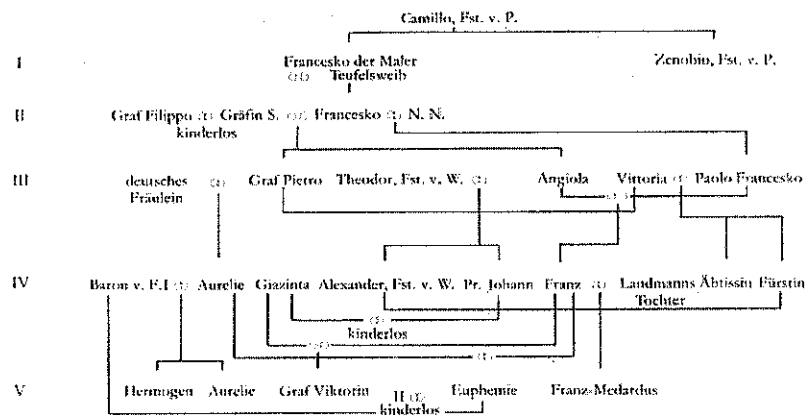 Camillo, Fst. v. P.
I Francesko der Maler Zenobio, Fst. v. P.
Teufelsweib
II Graf Filippo Gräfin S. Francesko N. N.
kinderlos
III deutsches Graf Pietro Theodor, Fst. v. W. Angiola Vittoria Paolo Francesko
Fräulein
IV Baron v. F. Aurelie Giazinta Alexander, Fst. v. W. Pr. Johann Franz Landmanns Äbtissin Fürstin
Tochter
kinderlos
V Hermogen Aurelie Graf Viktorin II Euphemie Franz-Medardus
kinderlos